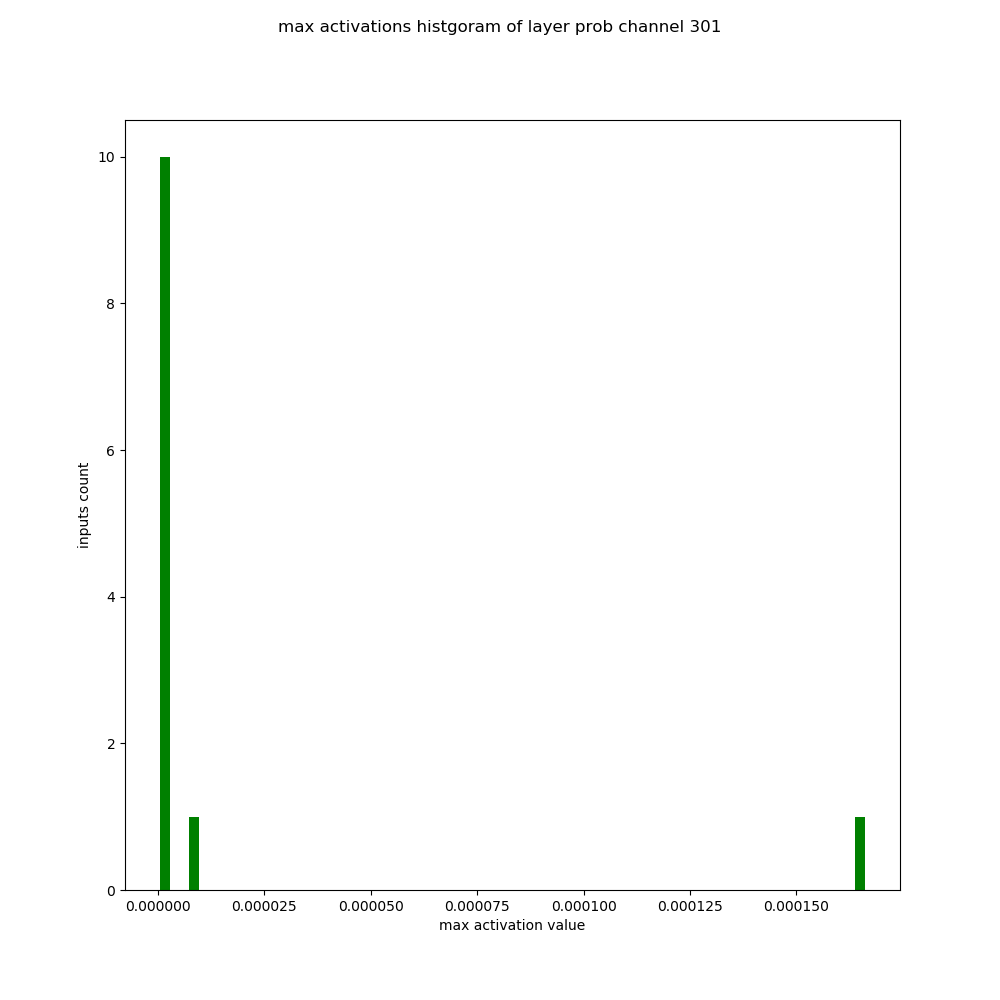 max activations histgoram of layer prob channel 301
10
8
6
4
2
0
inputs count
0.000000 0.000025 0.000050 0.000075 0.000100 0.000125 0.000150
max activation value